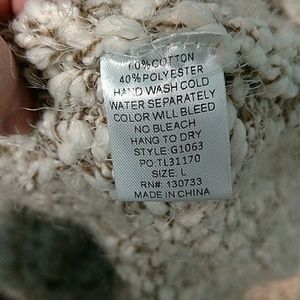 60% COTTON
40% POLYESTER
HAND WASH COLD
WATER SEPARATELY
COLOR WILL BLEED
NO BLEACH
HANG TO DRY
STYLE: G1063
PO.TL31170
SIZE: L
RN#: 130733
MADE IN CHINA